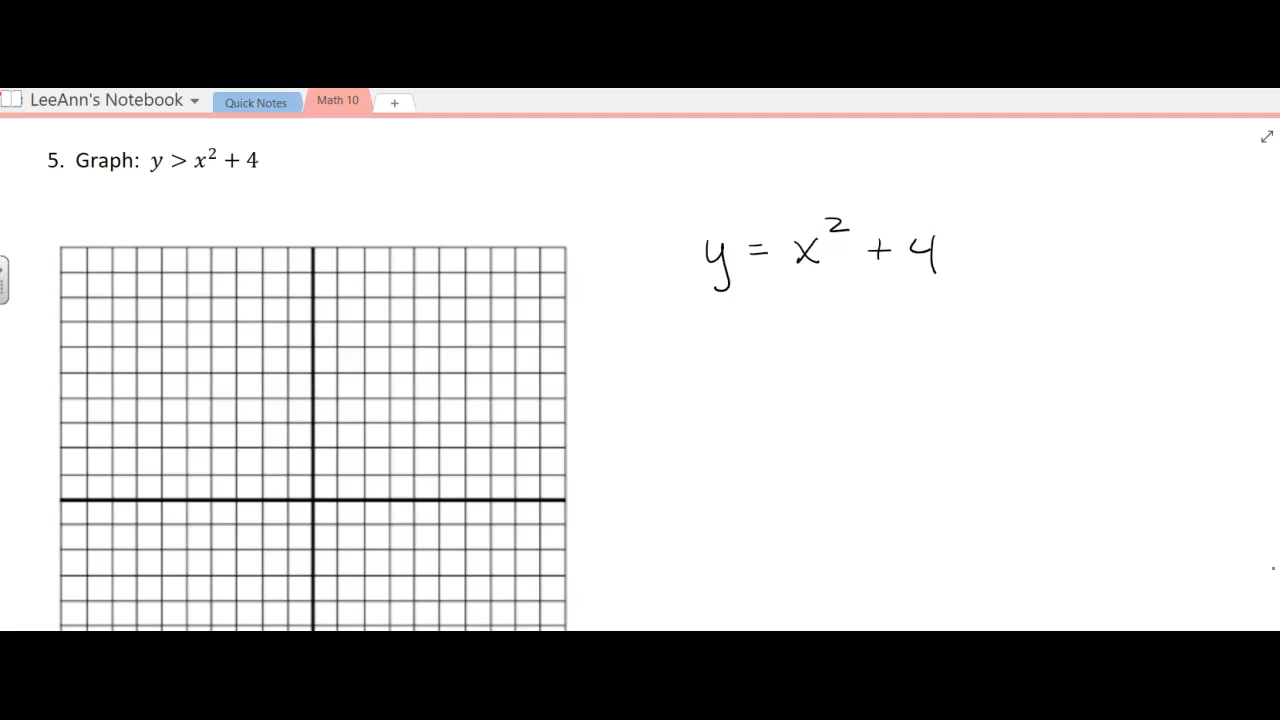 LeeAnn's Notebook
Quick Notes
Math 10
+
5. Graph: y > x² + 4
y = x² + 4